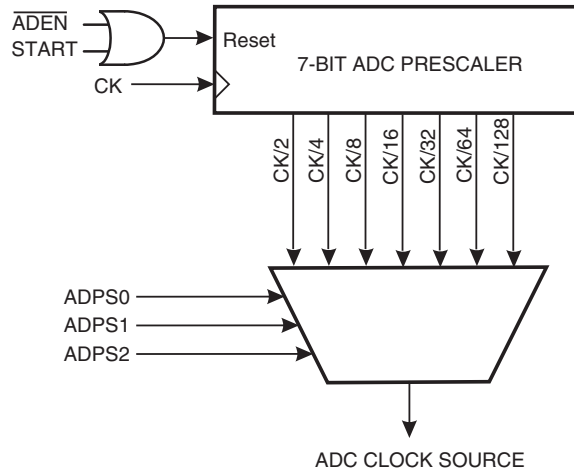 ADEN
START
Reset
7-BIT ADC PRESCALER
CK
CK/2
CK/4
CK/8
CK/16
CK/32
CK/64
CK/128
ADPS0
ADPS1
ADPS2
ADC CLOCK SOURCE